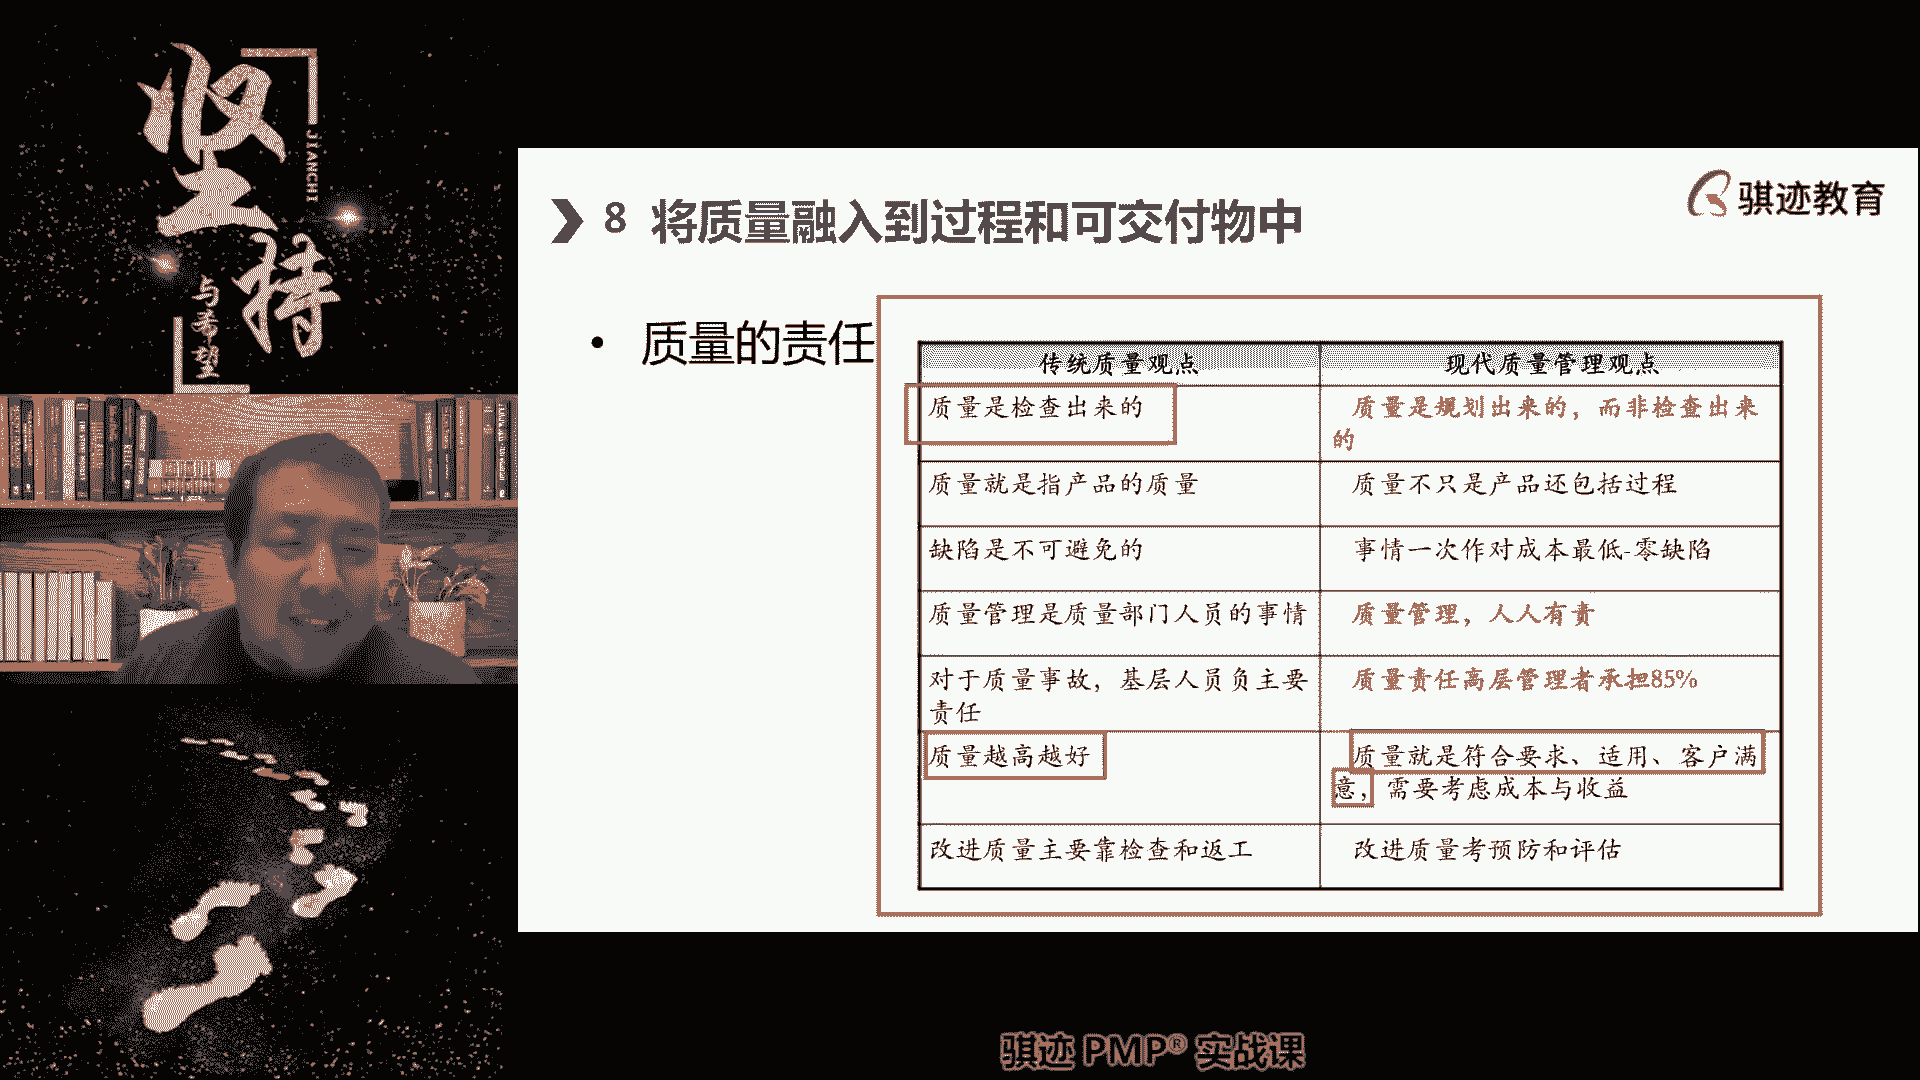 坚持
JIANCHI
与希望
8 将质量融入到过程和可交付物中
骐迹教育
• 质量的责任
传统质量观点
现代质量管理观点
质量是检查出来的
质量是规划出来的，而非检查出来
的
质量就是指产品的质量
质量不只是产品还包括过程
缺陷是不可避免的
事情一次作对成本最低-零缺陷
质量管理是质量部门人员的事情
质量管理，人人有责
对于质量事故，基层人员负主要
责任
质量责任高层管理者承担85%
质量越高越好
质量就是符合要求、适用、客户满
意，需要考虑成本与收益
改进质量主要靠检查和返工
改进质量考预防和评估
骐迹 PMP® 实战课